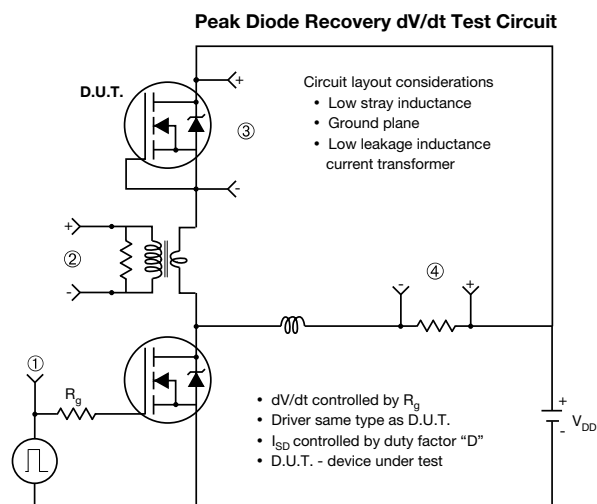 Peak Diode Recovery dV/dt Test Circuit
D.U.T.
+
Circuit layout considerations
• Low stray inductance
• Ground plane
• Low leakage inductance
current transformer
③
-
+
②
-
④
-
+
①
Rg
• dV/dt controlled by Rg
• Driver same type as D.U.T.
• ISD controlled by duty factor “D”
• D.U.T. - device under test
+
VDD
-